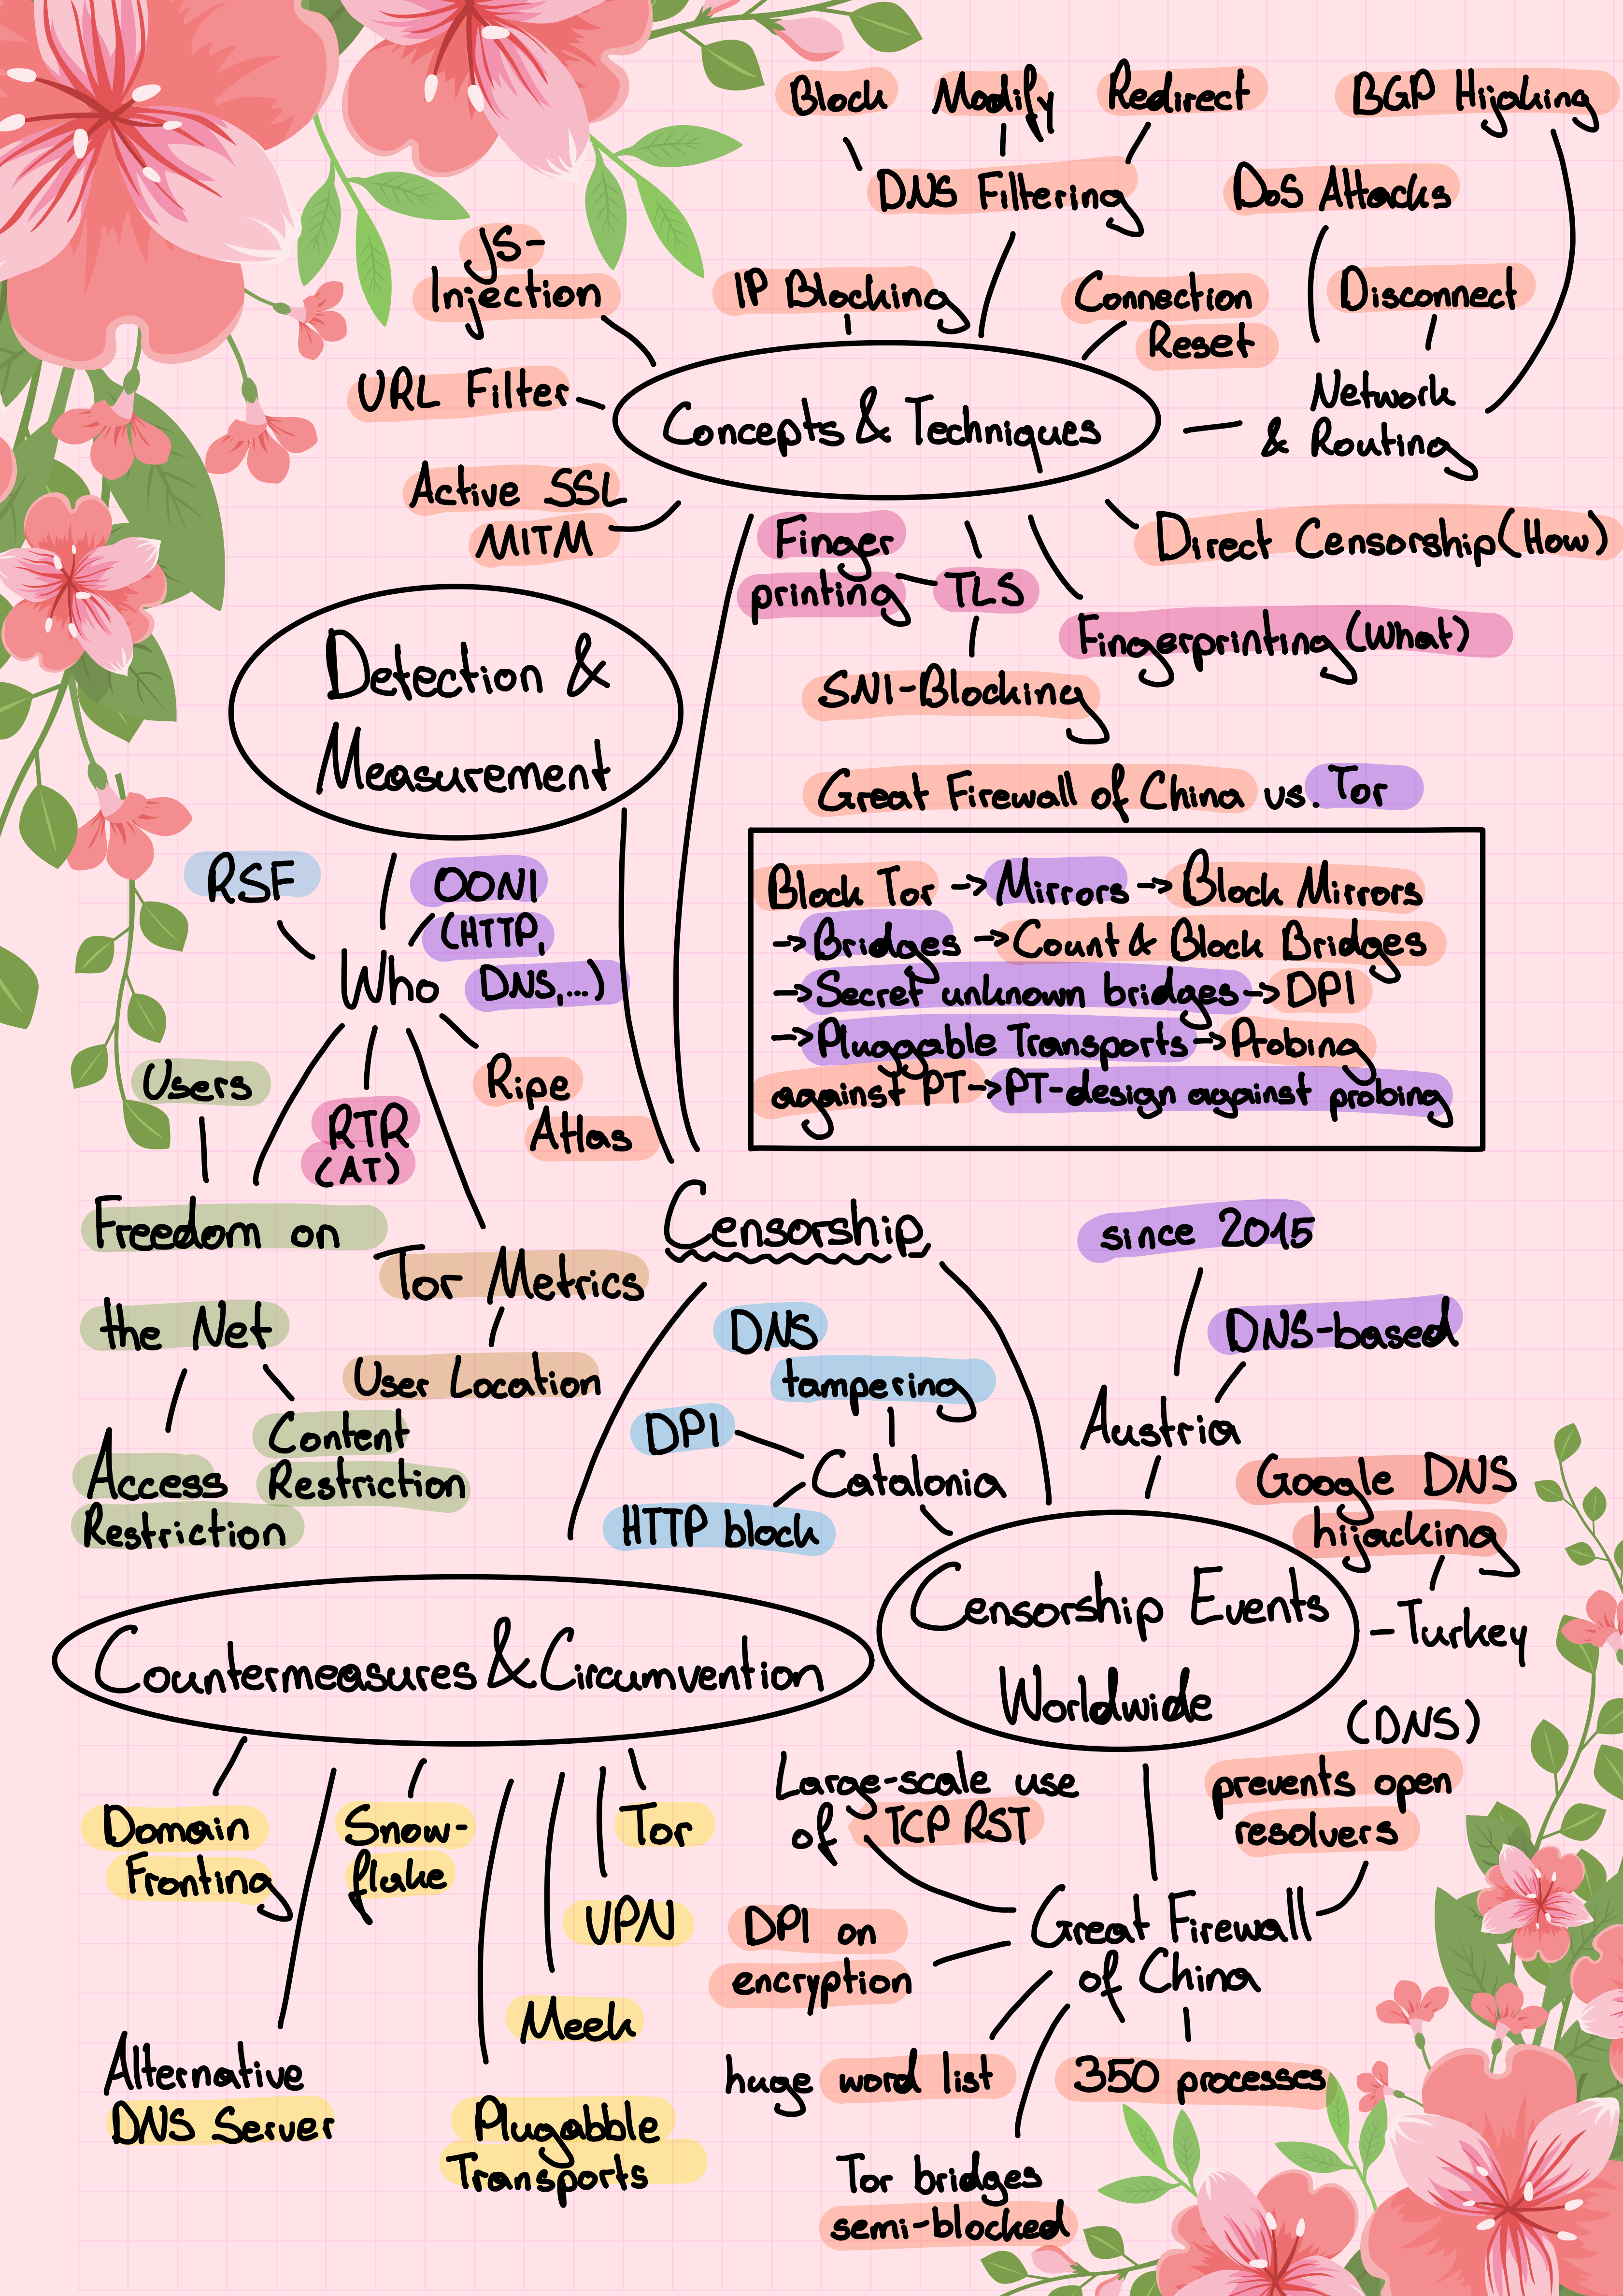 Block Modify Redirect BGP Hijaking
DNS Filtering DoS Attacks
JS-
Injection IP Blocking Connection Disconnect
Reset
URL Filter Concepts & Techniques Network
& Routing
Active SSL
MITM Finger Direct Censorship (How)
printing TLS
Fingerprinting (What)
Detection &
Measurement
SNI-Blocking
Great Firewall of China vs. Tor
Block Tor → Mirrors → Block Mirrors
→ Bridges → Count & Block Bridges
→ Secret unknown bridges → DPI
→ Pluggable Transports → Probing
against PT → PT-design against probing
RSF OONI
(HTTP,
Who DNS,...)
Users Ripe
Atlas
RTR
(AT)
Freedom on
the Net
Tor Metrics
User Location
Access
Restriction
Content
Restriction
Censorship
since 2015
DNS-based
Austria
DNS
tampering
DPI
Catalonia
HTTP block
Google DNS
hijacking
Turkey
Censorship Events
Worldwide
Countermeasures & Circumvention
Domain
Fronting
Snow-
flake
Tor
VPN
Meek
Alternative
DNS Server
Plugabble
Transports
Large-scale use
of TCP RST
(DNS)
prevents open
resolvers
Great Firewall
of China
DPI on
encryption
huge word list
350 processes
Tor bridges
semi-blocked